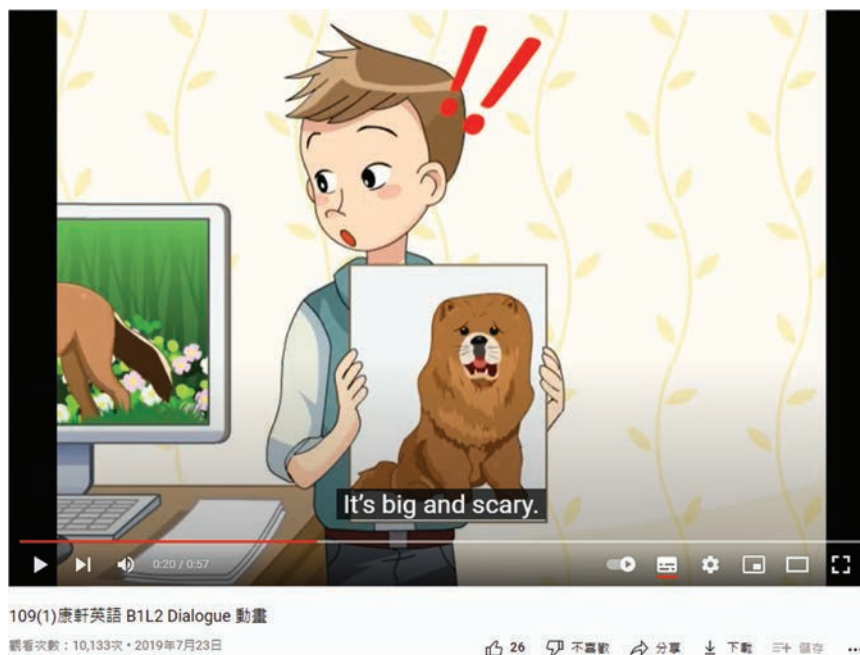 It's big and scary.
0:20 / 0:57
109(1)康軒英語 B1L2 Dialogue 動畫
觀看次數：10,133次・2019年7月23日
26 不喜歡 分享 下載 儲存